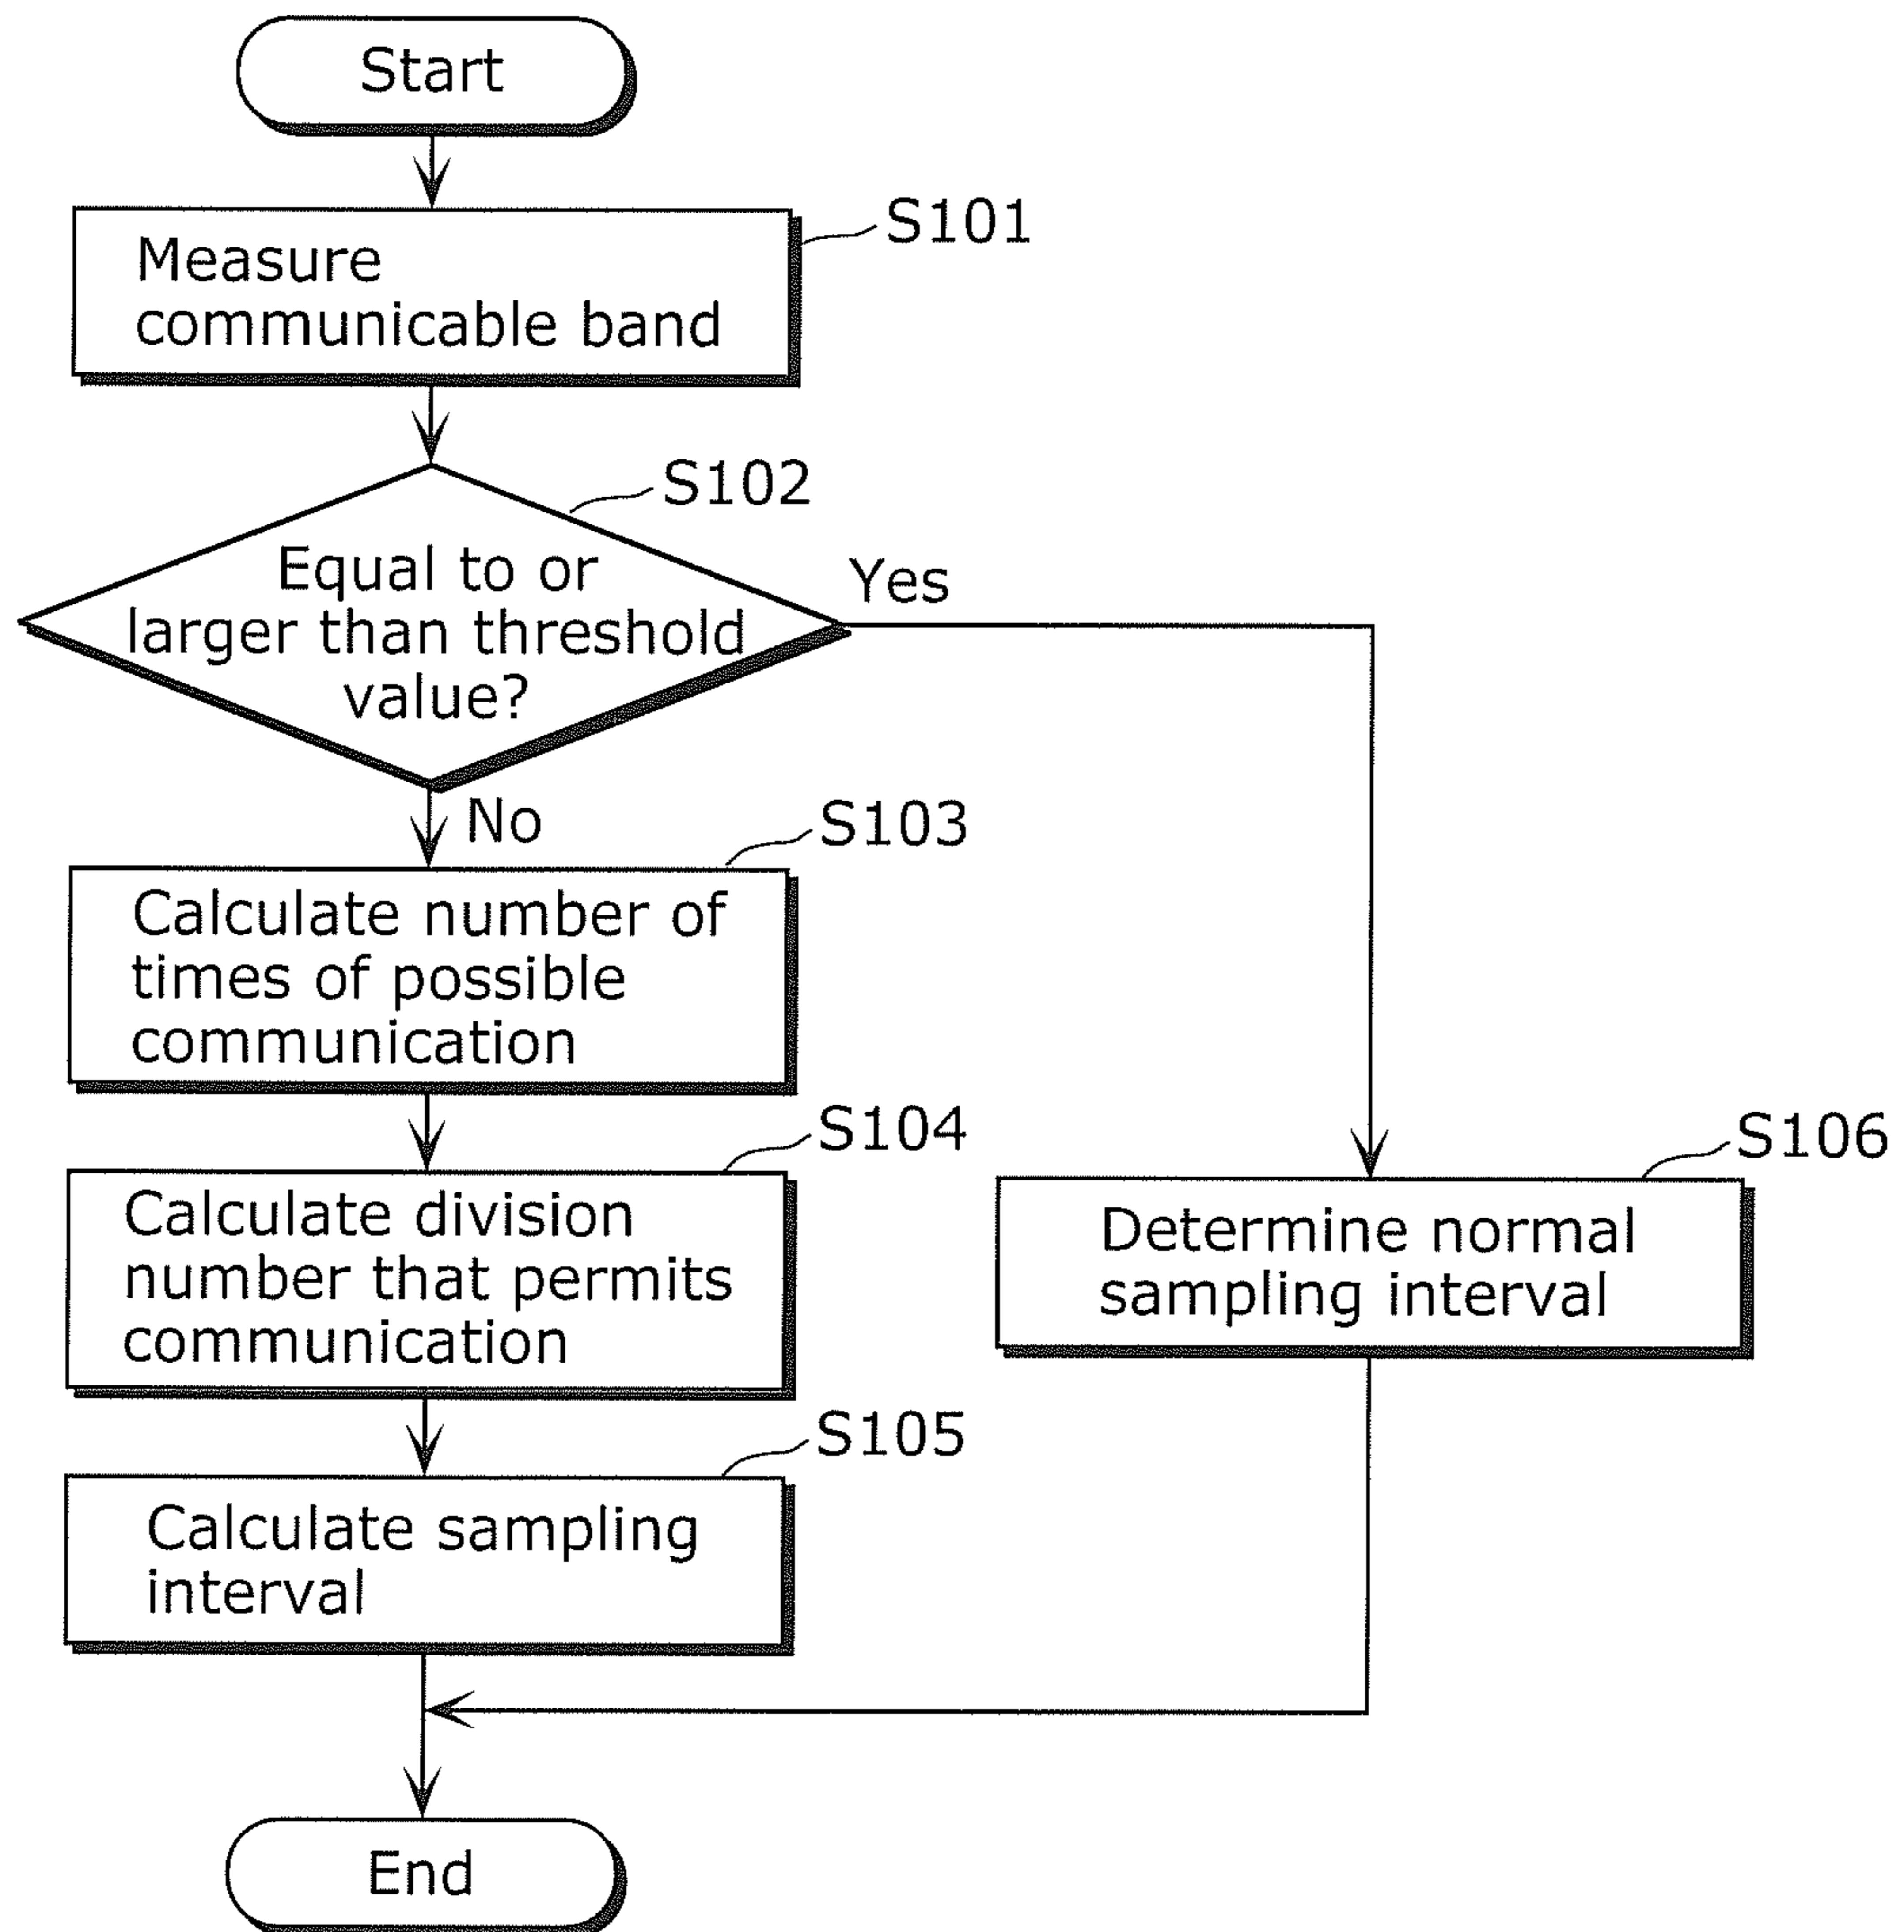 Start
S101
Measure
communicable band
S102
Equal to or
larger than threshold
value?
Yes
No
S103
Calculate number of
times of possible
communication
S104
Calculate division
number that permits
communication
S106
Determine normal
sampling interval
S105
Calculate sampling
interval
End